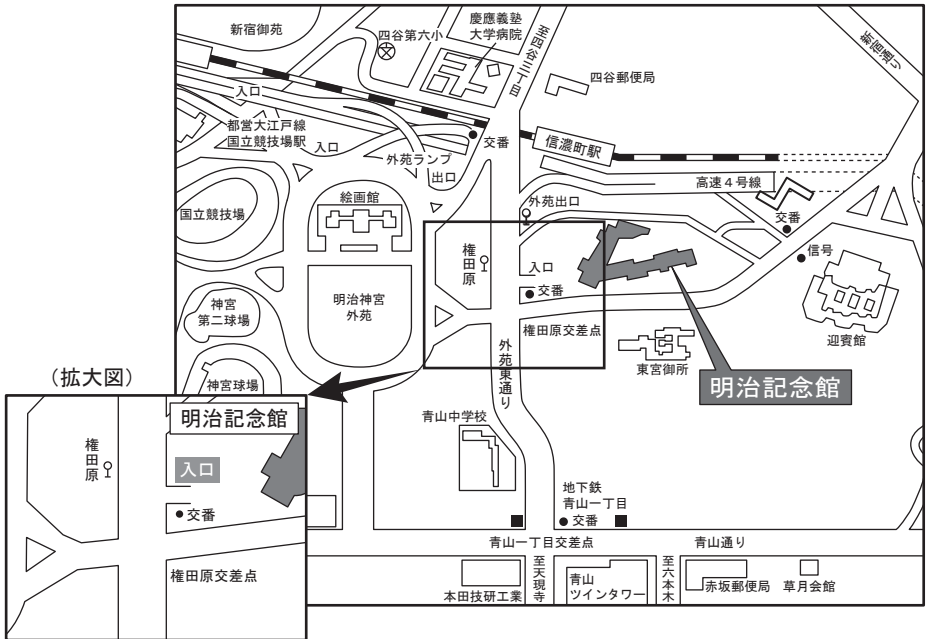 新宿御苑
四谷第六小
慶應義塾
大学病院
至四谷三丁目
四谷郵便局
新宿通り
入口
都営大江戸線
国立競技場駅
入口
外苑ランプ
出口
交番
信濃町駅
高速4号線
国立競技場
絵画館
外苑出口
交番
信号
権田原
入口
交番
明治神宮
外苑
神宮
第二球場
権田原交差点
迎賓館
東宮御所
外苑東通り
明治記念館
神宮球場
(拡大図)
明治記念館
権田原
入口
交番
権田原交差点
青山中学校
地下鉄
青山一丁目
交番
青山一丁目交差点
青山通り
本田技研工業
至天現寺
青山
ツインタワー
至六本木
赤坂郵便局
草月会館